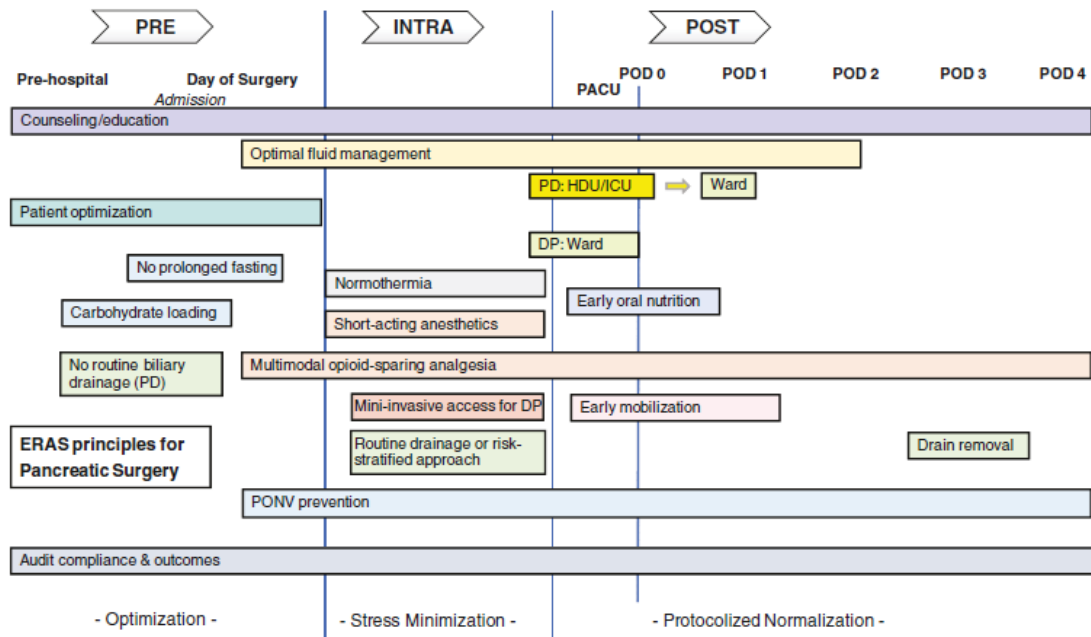 PRE
INTRA
POST
Pre-hospital
Day of Surgery
Admission
PACU
POD 0
POD 1
POD 2
POD 3
POD 4
Counseling/education
Optimal fluid management
PD: HDU/ICU
Ward
Patient optimization
DP: Ward
No prolonged fasting
Normothermia
Early oral nutrition
Carbohydrate loading
Short-acting anesthetics
No routine biliary
drainage (PD)
Multimodal opioid-sparing analgesia
Mini-invasive access for DP
Early mobilization
ERAS principles for
Pancreatic Surgery
Routine drainage or risk-
stratified approach
Drain removal
PONV prevention
Audit compliance & outcomes
- Optimization -
- Stress Minimization -
- Protocolized Normalization -